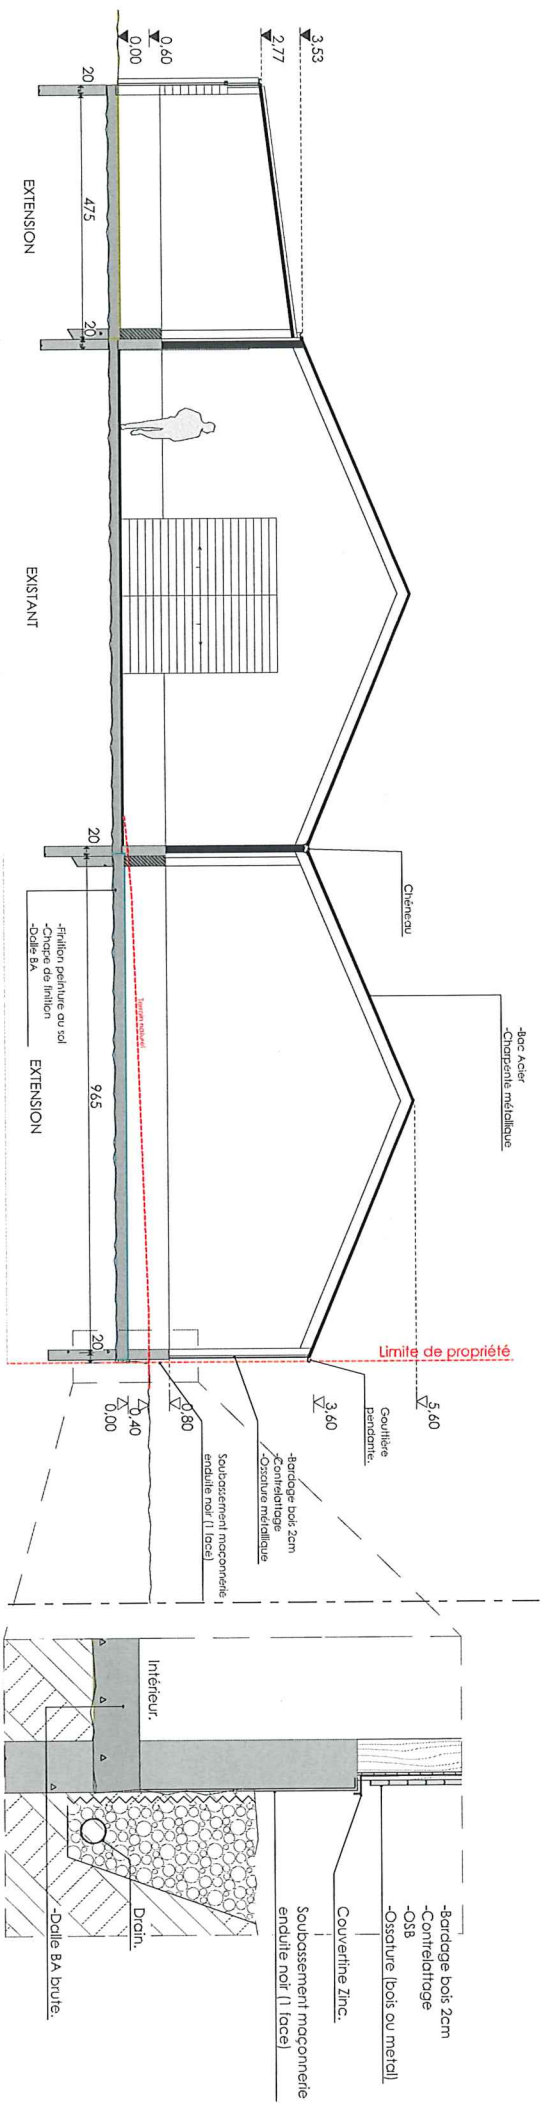 3,53
2,77
0,60
0,00
20
475
20
EXTENSION
EXISTANT
20
Chéneau
-Bac Acier
-Charpente métallique
-Finition peinture au sol
-Chape de finition
-Dalle BA
Terrain naturel
EXTENSION
965
20
Limite de propriété
5,60
3,60
0,80
0,40
0,00
Gouttière
pendante.
-Bardage bois 2cm
-Contrelattage
-Ossature métallique
Soubassement maçonnerie
enduite noir (1 face)
Intérieur.
-Bardage bois 2cm
-Contrelattage
-OSB
-Ossature (bois ou metal)
Couvertine Zinc.
Soubassement maçonnerie
enduite noir (1 face)
Drain.
-Dalle BA brute.